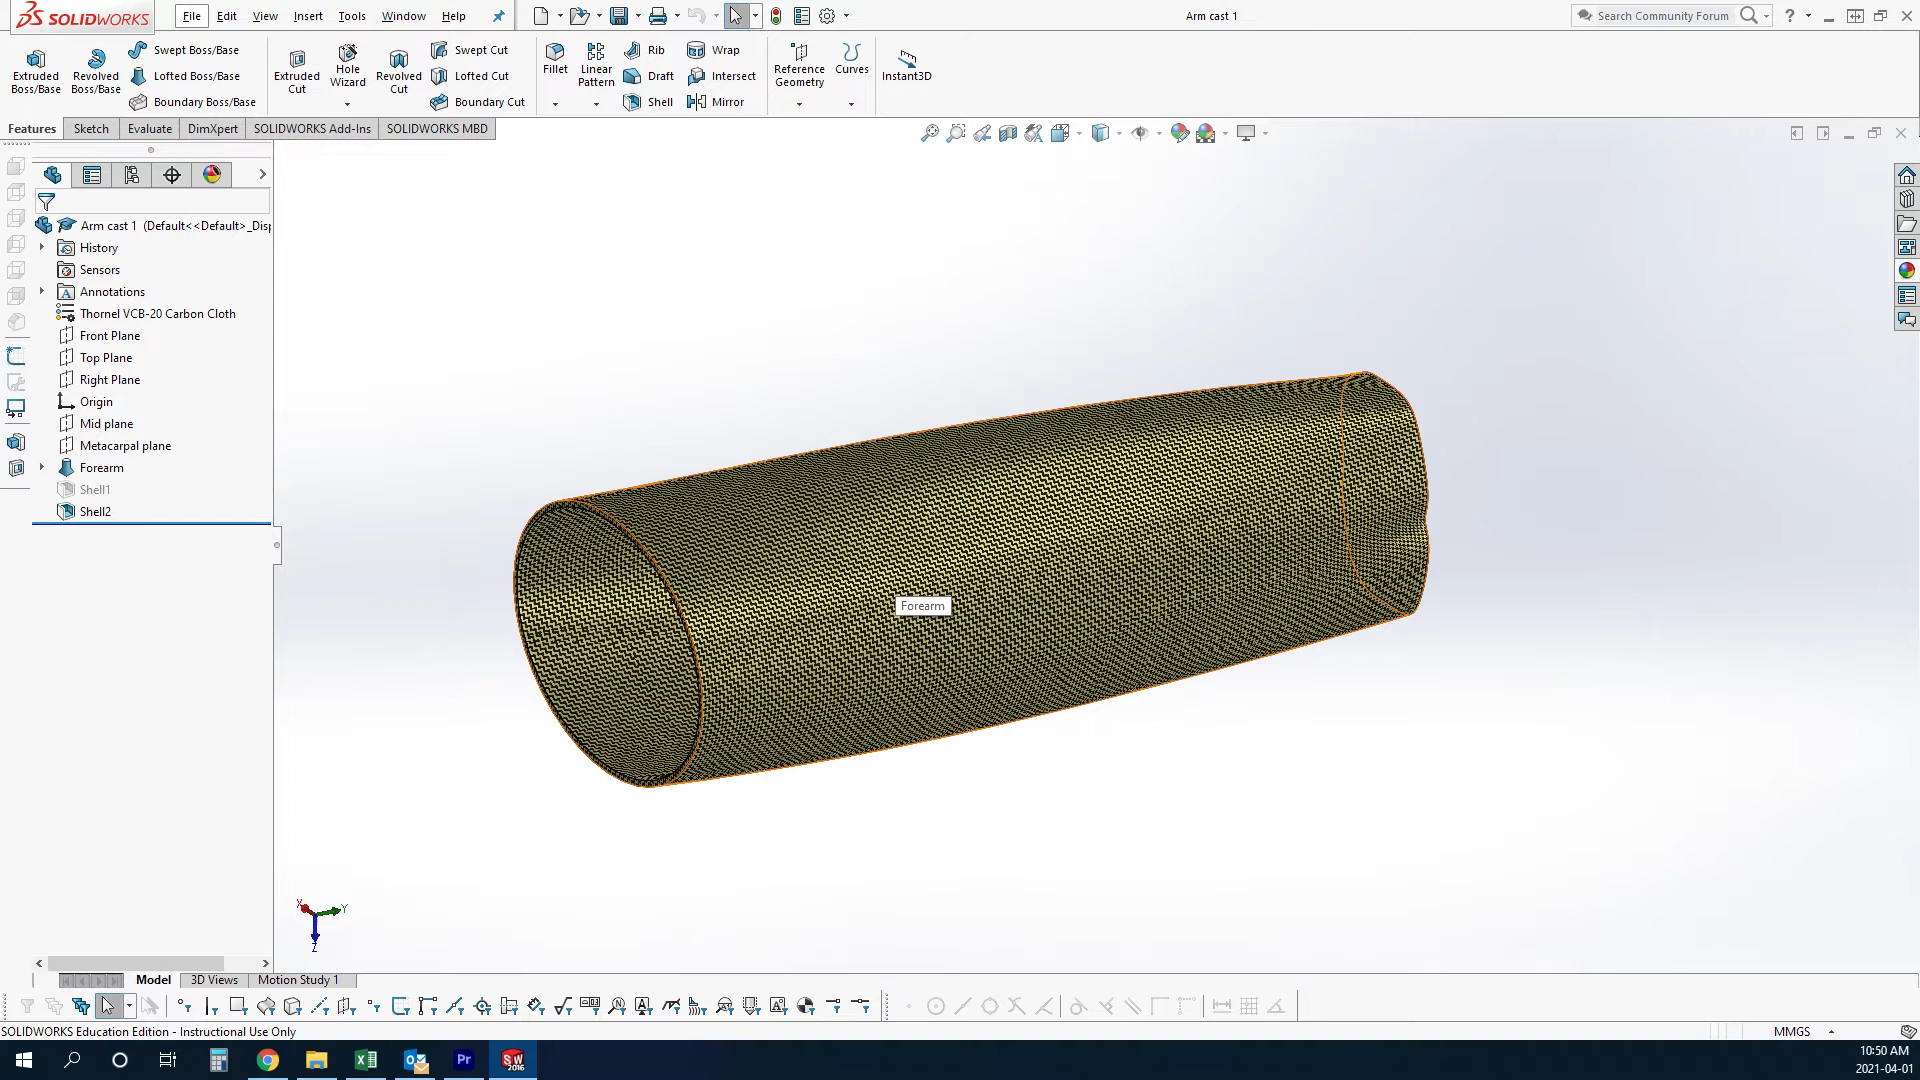 SOLIDWORKS
File Edit View Insert Tools Window Help
Arm cast 1
Search Community Forum
?
Extruded Boss/Base
Revolved Boss/Base
Swept Boss/Base
Lofted Boss/Base
Boundary Boss/Base
Extruded Cut
Hole Wizard
Revolved Cut
Swept Cut
Lofted Cut
Boundary Cut
Fillet
Linear Pattern
Rib
Draft
Shell
Wrap
Intersect
Mirror
Reference Geometry
Curves
Instant3D
Features Sketch Evaluate DimXpert SOLIDWORKS Add-Ins SOLIDWORKS MBD
Arm cast 1 (Default<<Default>_Disp
History
Sensors
Annotations
Thornel VCB-20 Carbon Cloth
Front Plane
Top Plane
Right Plane
Origin
Mid plane
Metacarpal plane
Forearm
Shell1
Shell2
Forearm
X
Y
Z
Model 3D Views Motion Study 1
SOLIDWORKS Education Edition - Instructional Use Only
MMGS
Pr
SW
2016
10:50 AM
2021-04-01